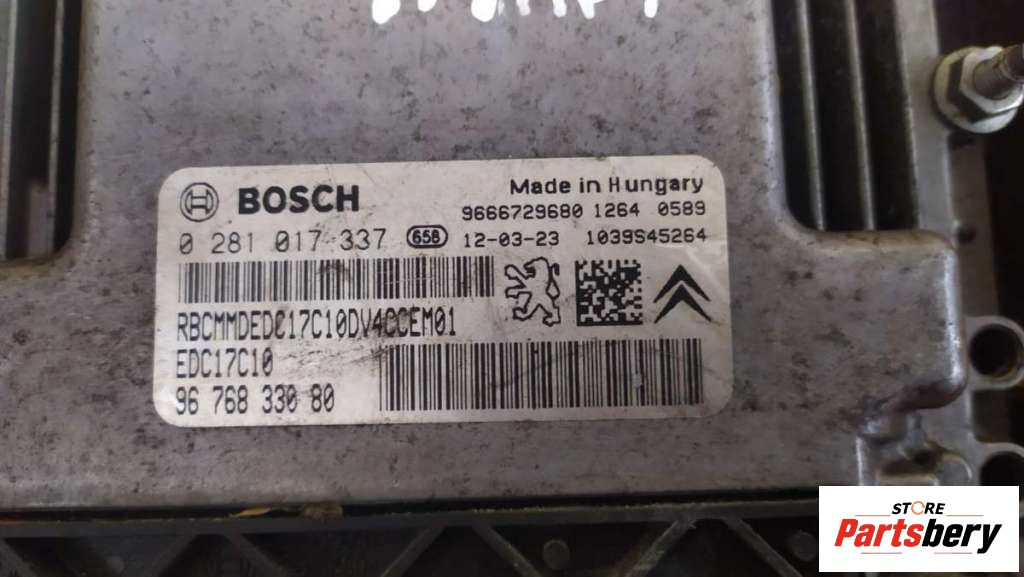 BOSCH
Made in Hungary
9666729680 1264 0589
0 281 017 337 658 12-03-23 1039S45264
RBCMMDEDC17C10DV4CCEM01
EDC17C10
96 768 330 80
STORE
Partsbery